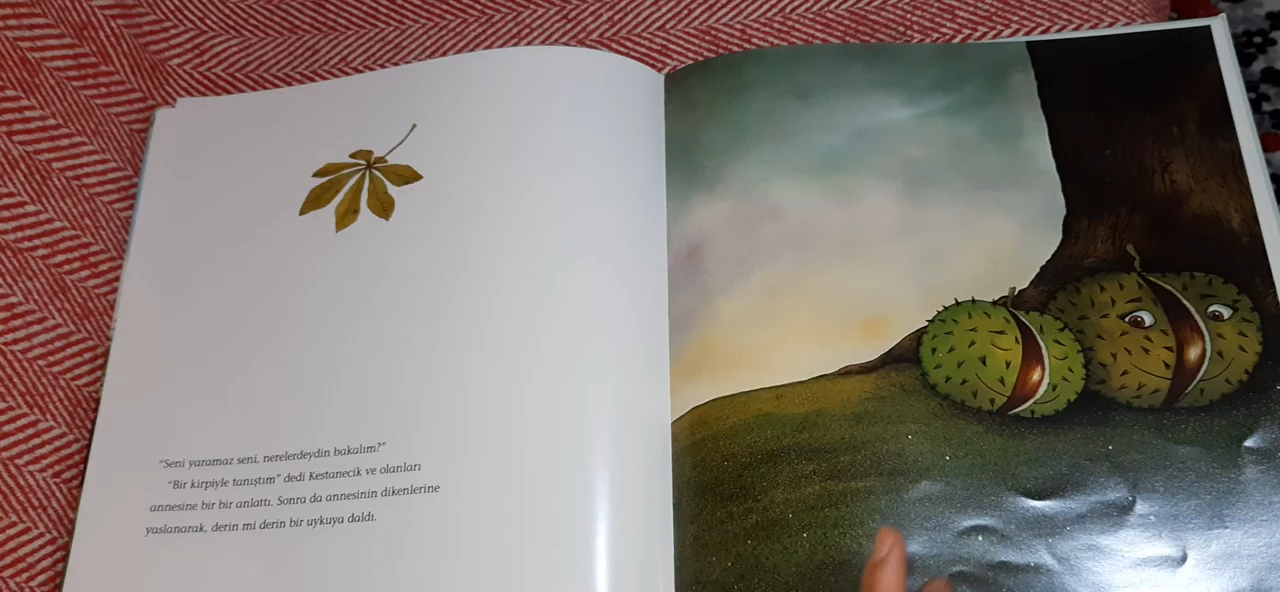 “Seni yaramaz seni, nerelerdeydin bakalım?”
“Bir kirpiyle tanıştım” dedi Kestanecik ve olanları
annesine bir bir anlattı. Sonra da annesinin dikenlerine
yaslanarak, derin mi derin bir uykuya daldı.